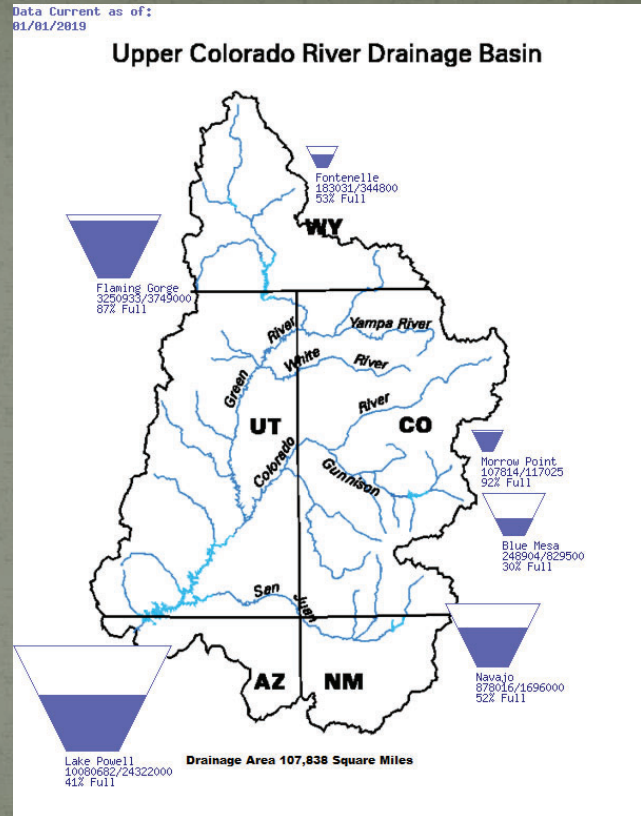 Data Current as of:
01/01/2019
Upper Colorado River Drainage Basin
Fontenelle
183031/344800
53% Full
WY
Flaming Gorge
3250933/3749000
87% Full
River
Yampa River
White
River
Green
River
UT
CO
Colorado
Gunnison
Morrow Point
107814/117025
92% Full
Blue Mesa
248904/829500
30% Full
San
Juan
AZ
NM
Navajo
878016/1696000
52% Full
Lake Powell
10080682/24322000
41% Full
Drainage Area 107,838 Square Miles